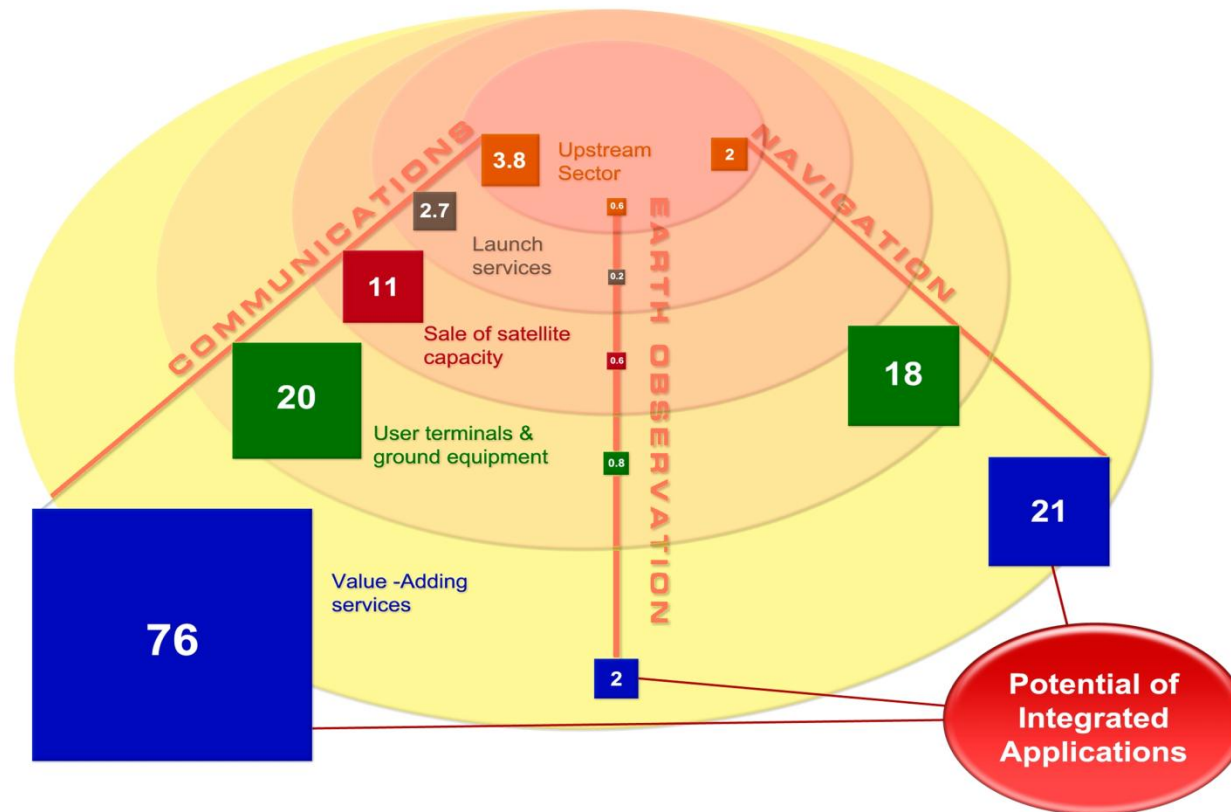 COMMUNICATIONS
3.8
Upstream
Sector
2
NAVIGATION
2.7
0.6
EARTH OBSERVATION
Launch
services
0.2
11
Sale of satellite
capacity
0.6
20
18
User terminals &
ground equipment
0.8
21
Value -Adding
services
76
2
Potential of
Integrated
Applications